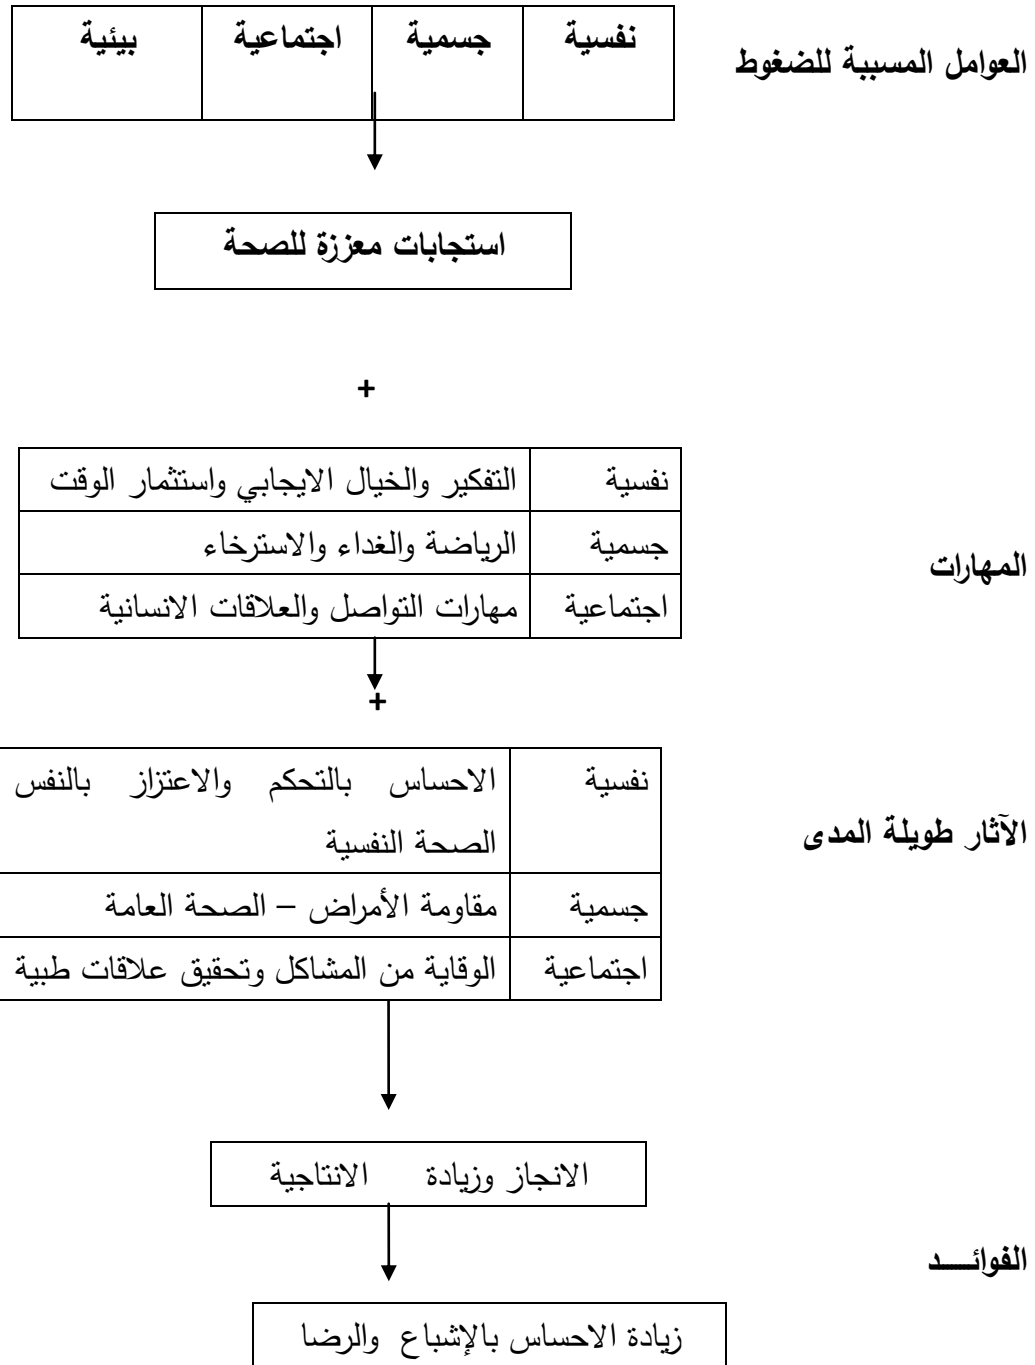 العوامل المسببة للضغوط
نفسية جسمية اجتماعية بيئية
استجابات معززة للصحة
+
المهارات
نفسية التفكير والخيال الايجابي واستثمار الوقت
جسمية الرياضة والغداء والاسترخاء
اجتماعية مهارات التواصل والعلاقات الانسانية
+
الآثار طويلة المدى
نفسية الاحساس بالتحكم والاعتزاز بالنفس
الصحة النفسية
جسمية مقاومة الأمراض – الصحة العامة
اجتماعية الوقاية من المشاكل وتحقيق علاقات طبية
الانجاز وزيادة الانتاجية
الفوائــــد
زيادة الاحساس بالإشباع والرضا